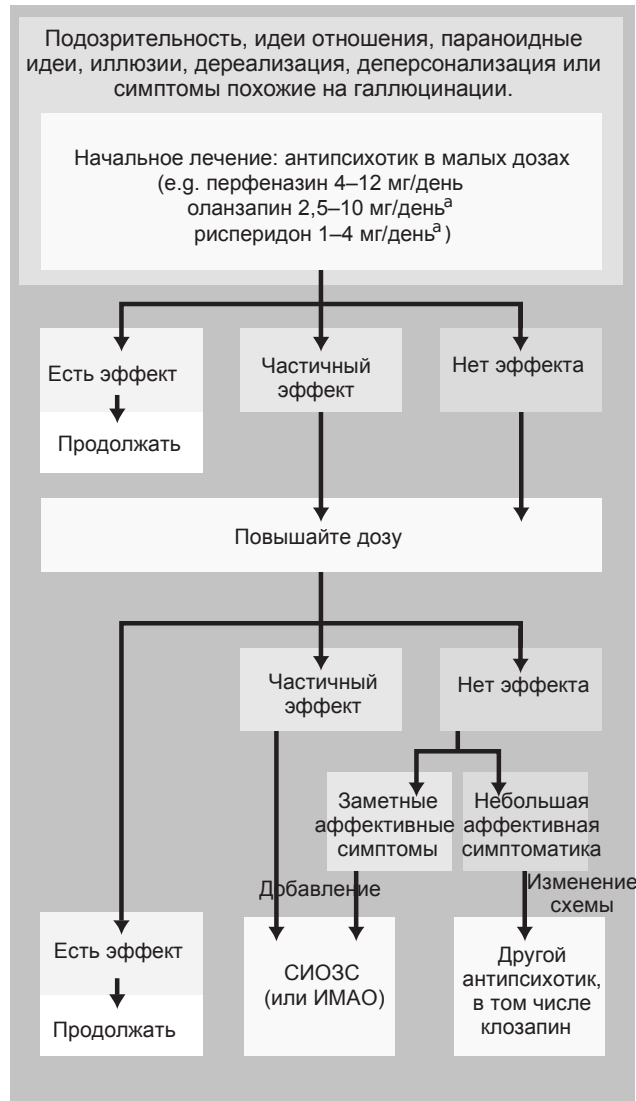 Подозрительность, идеи отношения, параноидные
идеи, иллюзии, дереализация, деперсонализация или
симптомы похожие на галлюцинации.
Начальное лечение: антипсихотик в малых дозах
(e.g. перфеназин 4–12 мг/день
оланзапин 2,5–10 мг/деньᵃ
рисперидон 1–4 мг/деньᵃ)
Есть эффект
Продолжать
Частичный
эффект
Нет эффекта
Повышайте дозу
Частичный
эффект
Нет эффекта
Заметные
аффективные
симптомы
Небольшая
аффективная
симптоматика
Добавление
Изменение
схемы
Есть эффект
Продолжать
СИОЗС
(или ИМАО)
Другой
антипсихотик,
в том числе
клозапин